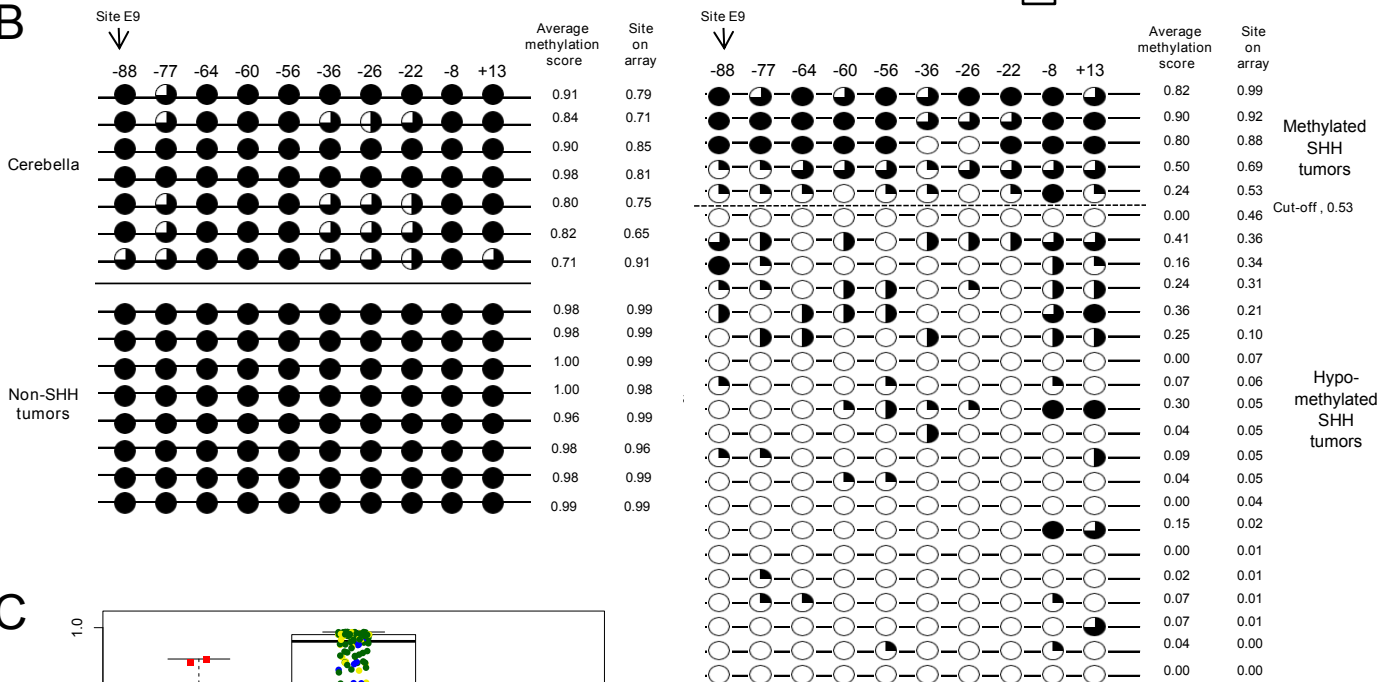 B
Site E9
Average methylation score
Site on array
-88 -77 -64 -60 -56 -36 -26 -22 -8 +13
Cerebella
0.91 0.79
0.84 0.71
0.90 0.85
0.98 0.81
0.80 0.75
0.82 0.65
0.71 0.91
Non-SHH tumors
0.98 0.99
0.98 0.99
1.00 0.99
1.00 0.98
0.96 0.99
0.98 0.96
0.98 0.99
0.99 0.99
Site E9
Average methylation score
Site on array
-88 -77 -64 -60 -56 -36 -26 -22 -8 +13
0.82 0.99
0.90 0.92
0.80 0.88
0.50 0.69
0.24 0.53
Methylated SHH tumors
Cut-off , 0.53
0.00 0.46
0.41 0.36
0.16 0.34
0.24 0.31
0.36 0.21
0.25 0.10
0.00 0.07
0.07 0.06
0.30 0.05
0.04 0.05
0.09 0.05
0.04 0.05
0.00 0.04
0.15 0.02
0.00 0.01
0.02 0.01
0.07 0.01
0.07 0.01
0.04 0.00
0.00 0.00
Hypo-
methylated
SHH
tumors
C
1.0